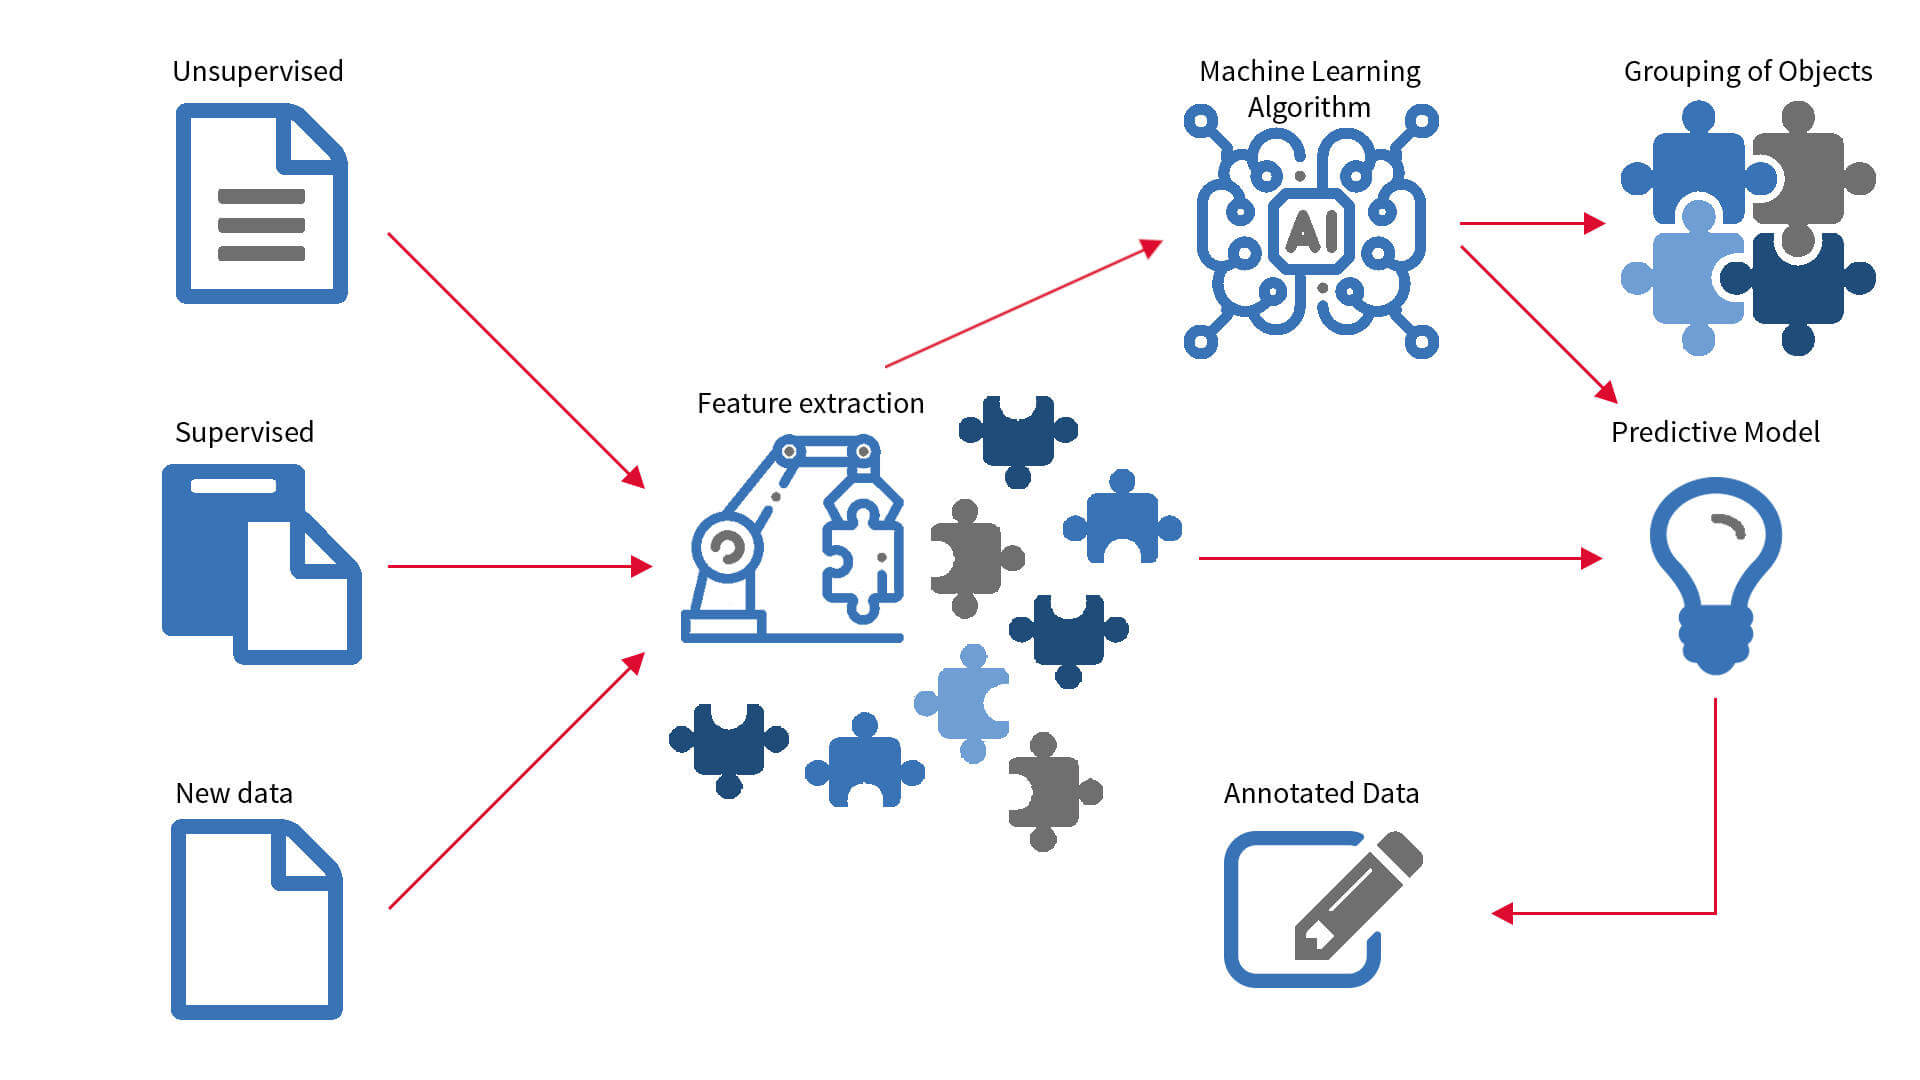 Unsupervised
Machine Learning
Algorithm
AI
Grouping of Objects
Feature extraction
Supervised
Predictive Model
New data
Annotated Data